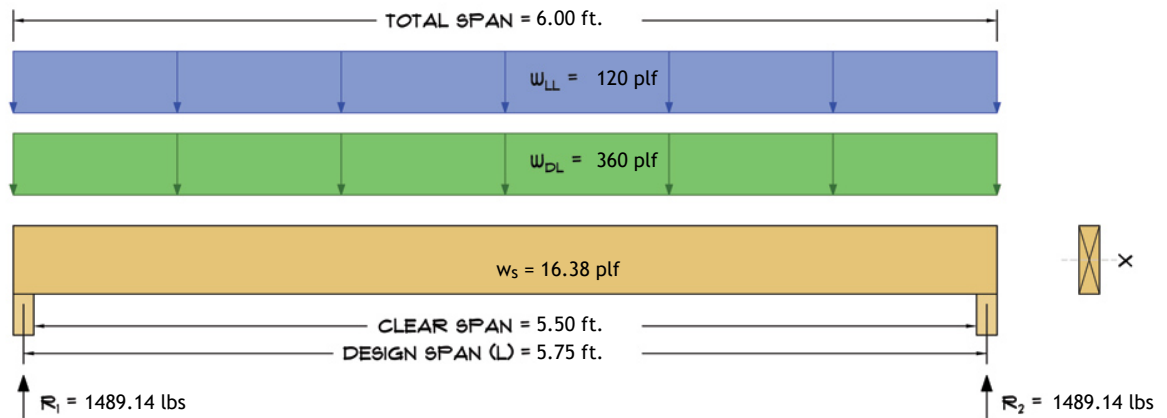 TOTAL SPAN = 6.00 ft.
WLL = 120 plf
WDL = 360 plf
ws = 16.38 plf
X
CLEAR SPAN = 5.50 ft.
DESIGN SPAN (L) = 5.75 ft.
R1 = 1489.14 lbs
R2 = 1489.14 lbs